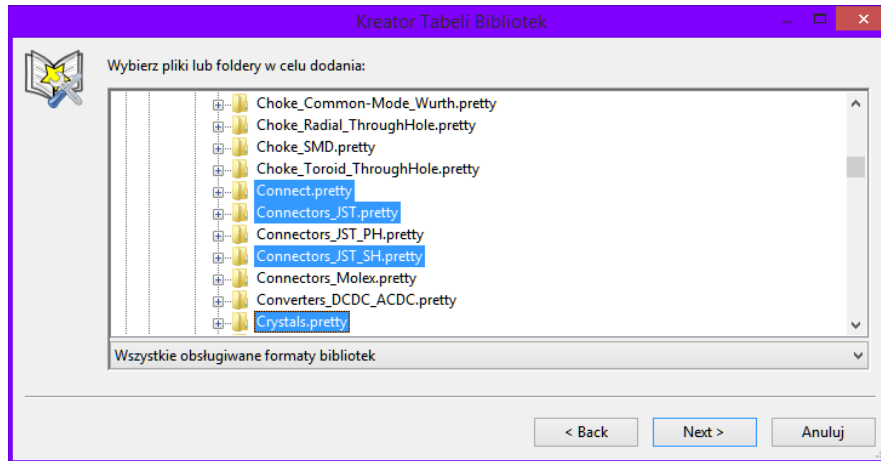 Kreator Tabeli Bibliotek
Wybierz pliki lub foldery w celu dodania:
Choke_Common-Mode_Wurth.pretty
Choke_Radial_ThroughHole.pretty
Choke_SMD.pretty
Choke_Toroid_ThroughHole.pretty
Connect.pretty
Connectors_JST.pretty
Connectors_JST_PH.pretty
Connectors_JST_SH.pretty
Connectors_Molex.pretty
Converters_DCDC_ACDC.pretty
Crystals.pretty
Wszystkie obsługiwane formaty bibliotek
< Back Next > Anuluj